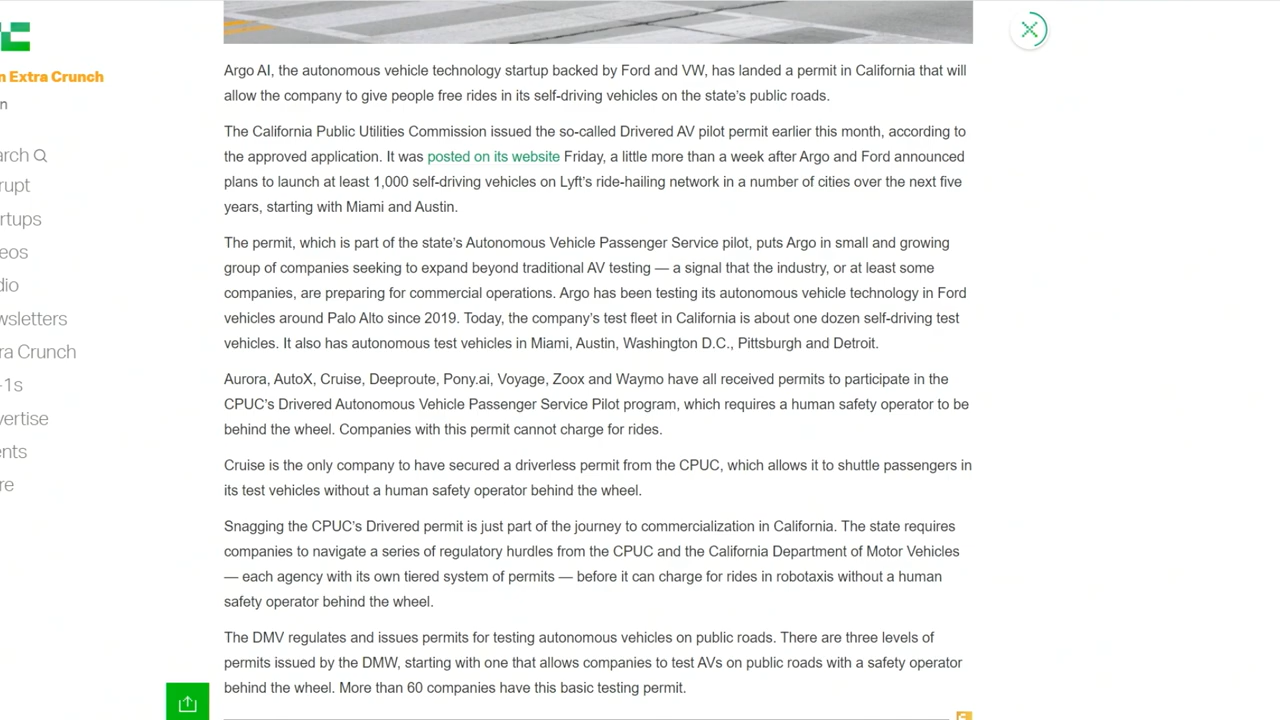 n Extra Crunch
n
arch
rupt
rtups
eos
dio
wsletters
ra Crunch
-1s
vertise
ents
re
Argo AI, the autonomous vehicle technology startup backed by Ford and VW, has landed a permit in California that will
allow the company to give people free rides in its self-driving vehicles on the state's public roads.
The California Public Utilities Commission issued the so-called Drivered AV pilot permit earlier this month, according to
the approved application. It was posted on its website Friday, a little more than a week after Argo and Ford announced
plans to launch at least 1,000 self-driving vehicles on Lyft's ride-hailing network in a number of cities over the next five
years, starting with Miami and Austin.
The permit, which is part of the state's Autonomous Vehicle Passenger Service pilot, puts Argo in small and growing
group of companies seeking to expand beyond traditional AV testing — a signal that the industry, or at least some
companies, are preparing for commercial operations. Argo has been testing its autonomous vehicle technology in Ford
vehicles around Palo Alto since 2019. Today, the company's test fleet in California is about one dozen self-driving test
vehicles. It also has autonomous test vehicles in Miami, Austin, Washington D.C., Pittsburgh and Detroit.
Aurora, AutoX, Cruise, Deeproute, Pony.ai, Voyage, Zoox and Waymo have all received permits to participate in the
CPUC's Drivered Autonomous Vehicle Passenger Service Pilot program, which requires a human safety operator to be
behind the wheel. Companies with this permit cannot charge for rides.
Cruise is the only company to have secured a driverless permit from the CPUC, which allows it to shuttle passengers in
its test vehicles without a human safety operator behind the wheel.
Snagging the CPUC's Drivered permit is just part of the journey to commercialization in California. The state requires
companies to navigate a series of regulatory hurdles from the CPUC and the California Department of Motor Vehicles
— each agency with its own tiered system of permits — before it can charge for rides in robotaxis without a human
safety operator behind the wheel.
The DMV regulates and issues permits for testing autonomous vehicles on public roads. There are three levels of
permits issued by the DMW, starting with one that allows companies to test AVs on public roads with a safety operator
behind the wheel. More than 60 companies have this basic testing permit.